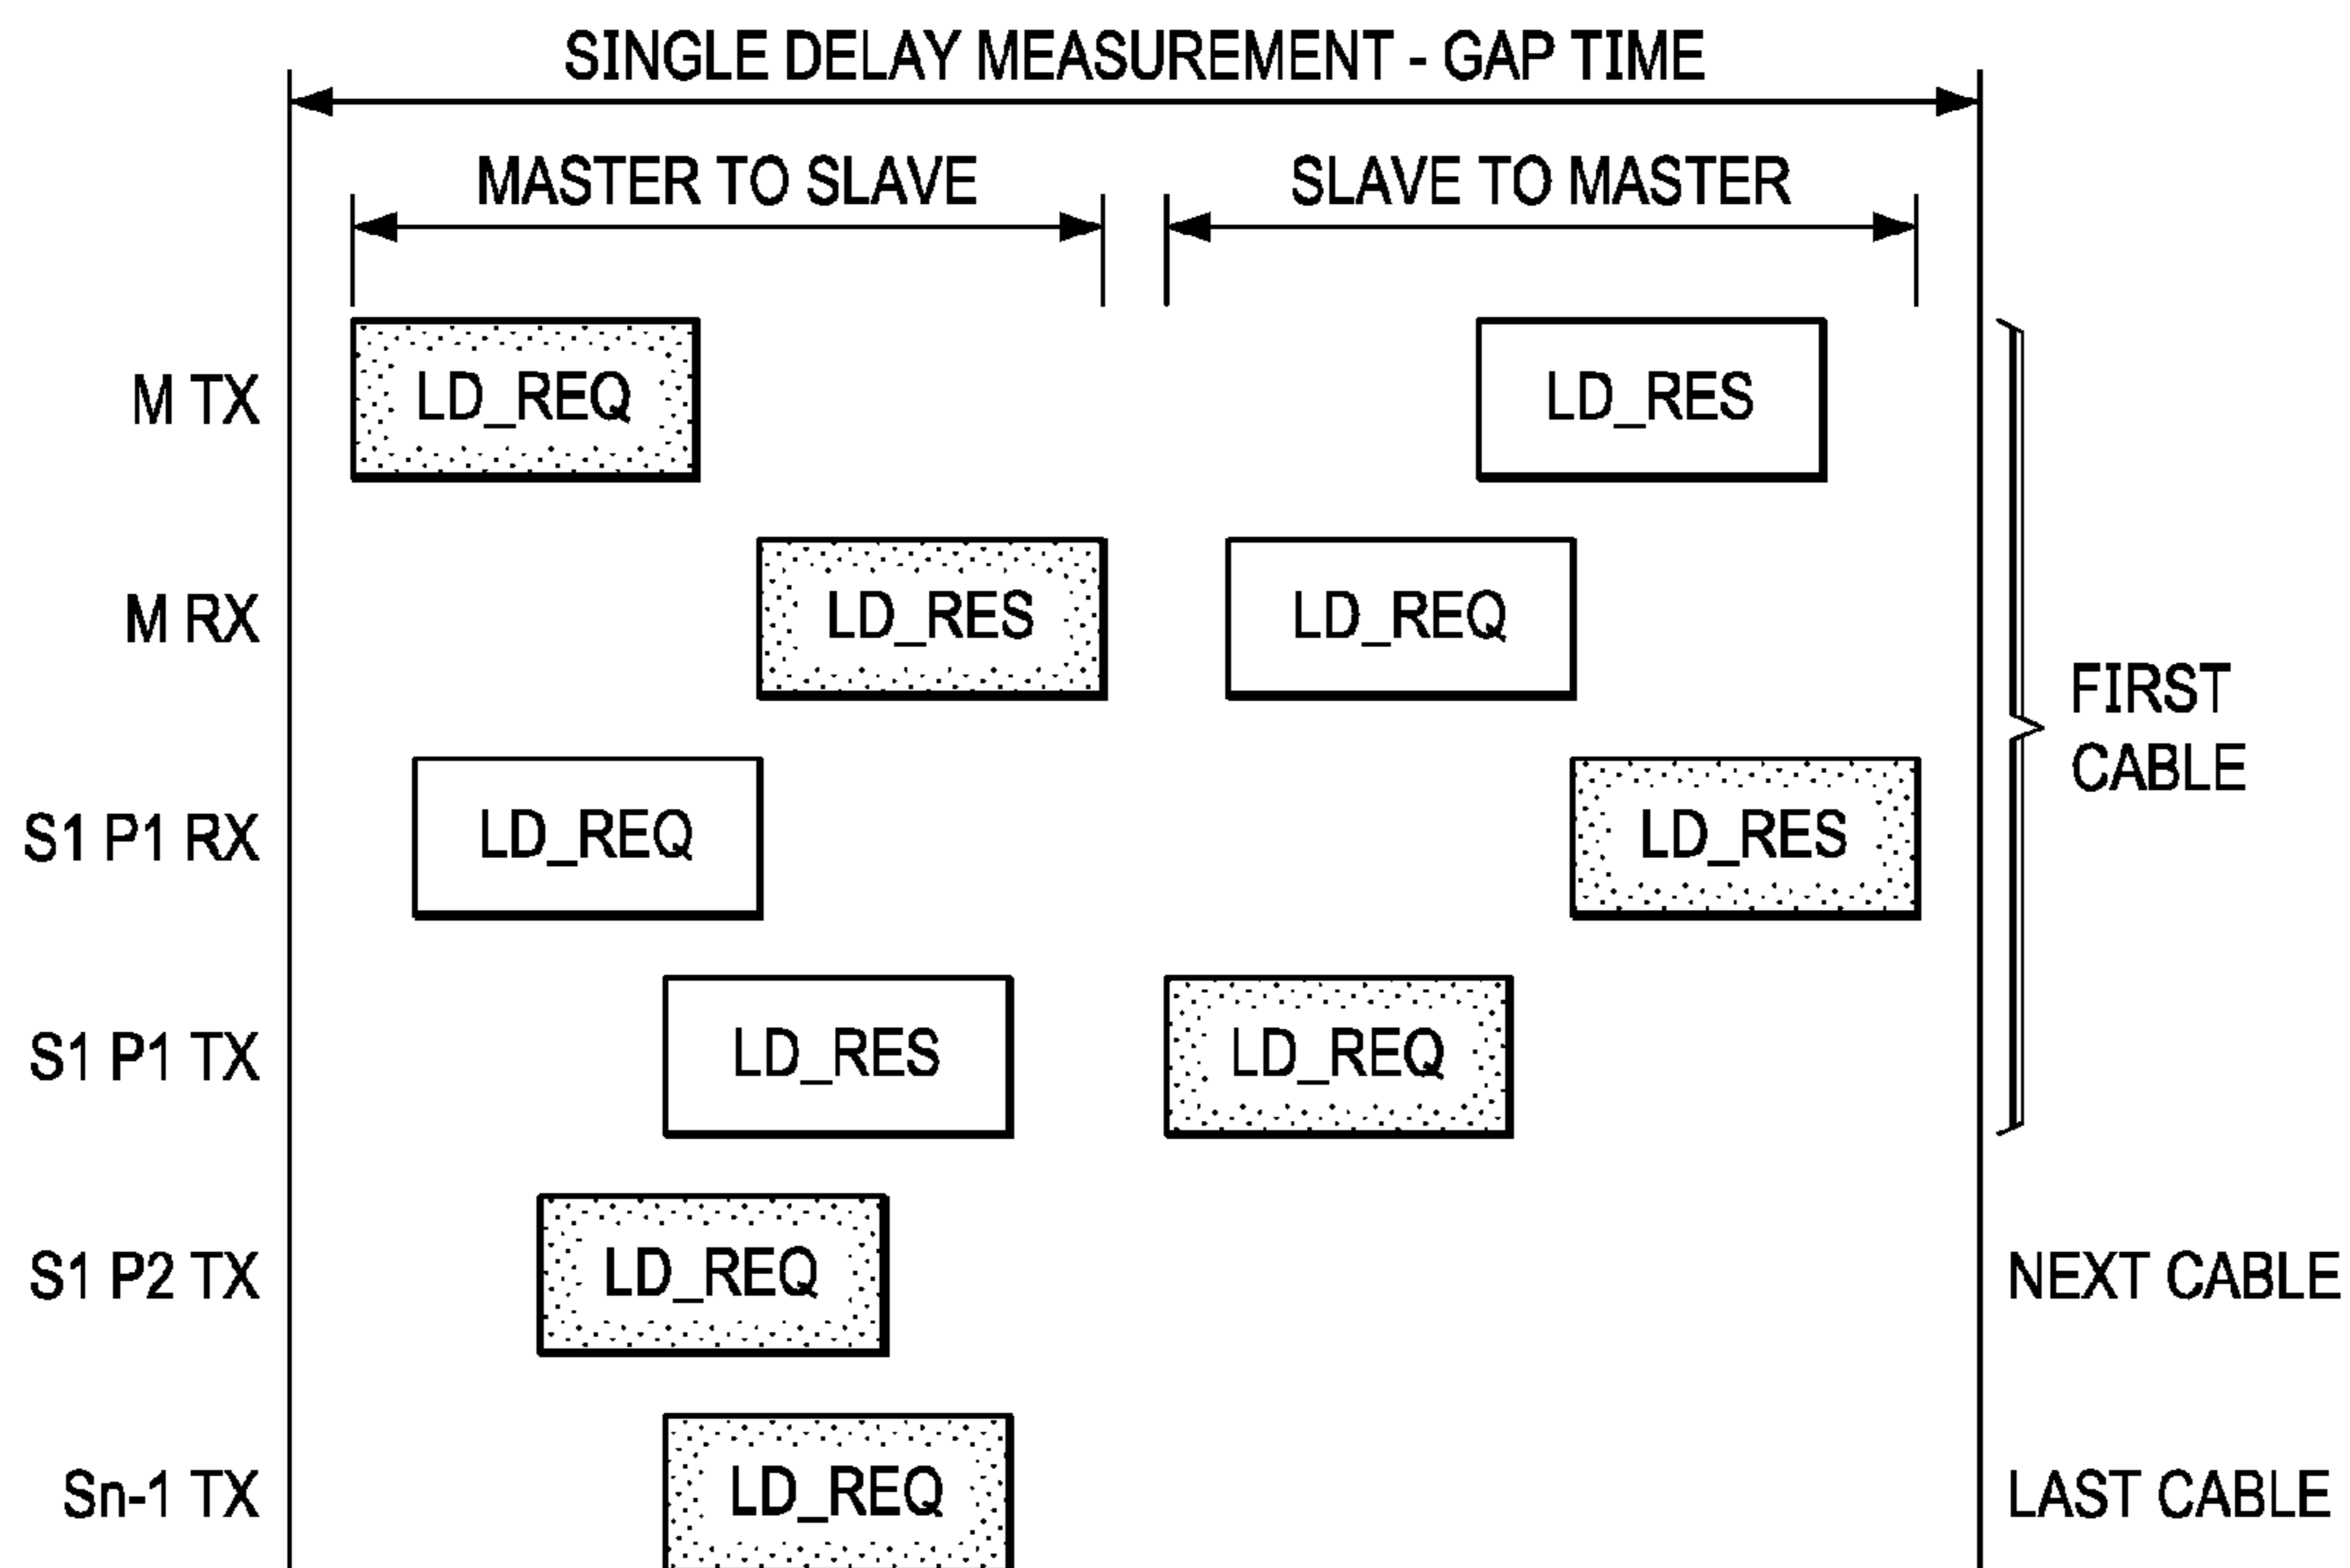 SINGLE DELAY MEASUREMENT - GAP TIME
MASTER TO SLAVE
SLAVE TO MASTER
M TX
LD_REQ
LD_RES
M RX
LD_RES
LD_REQ
FIRST
CABLE
S1 P1 RX
LD_REQ
LD_RES
S1 P1 TX
LD_RES
LD_REQ
S1 P2 TX
LD_REQ
NEXT CABLE
Sn-1 TX
LD_REQ
LAST CABLE